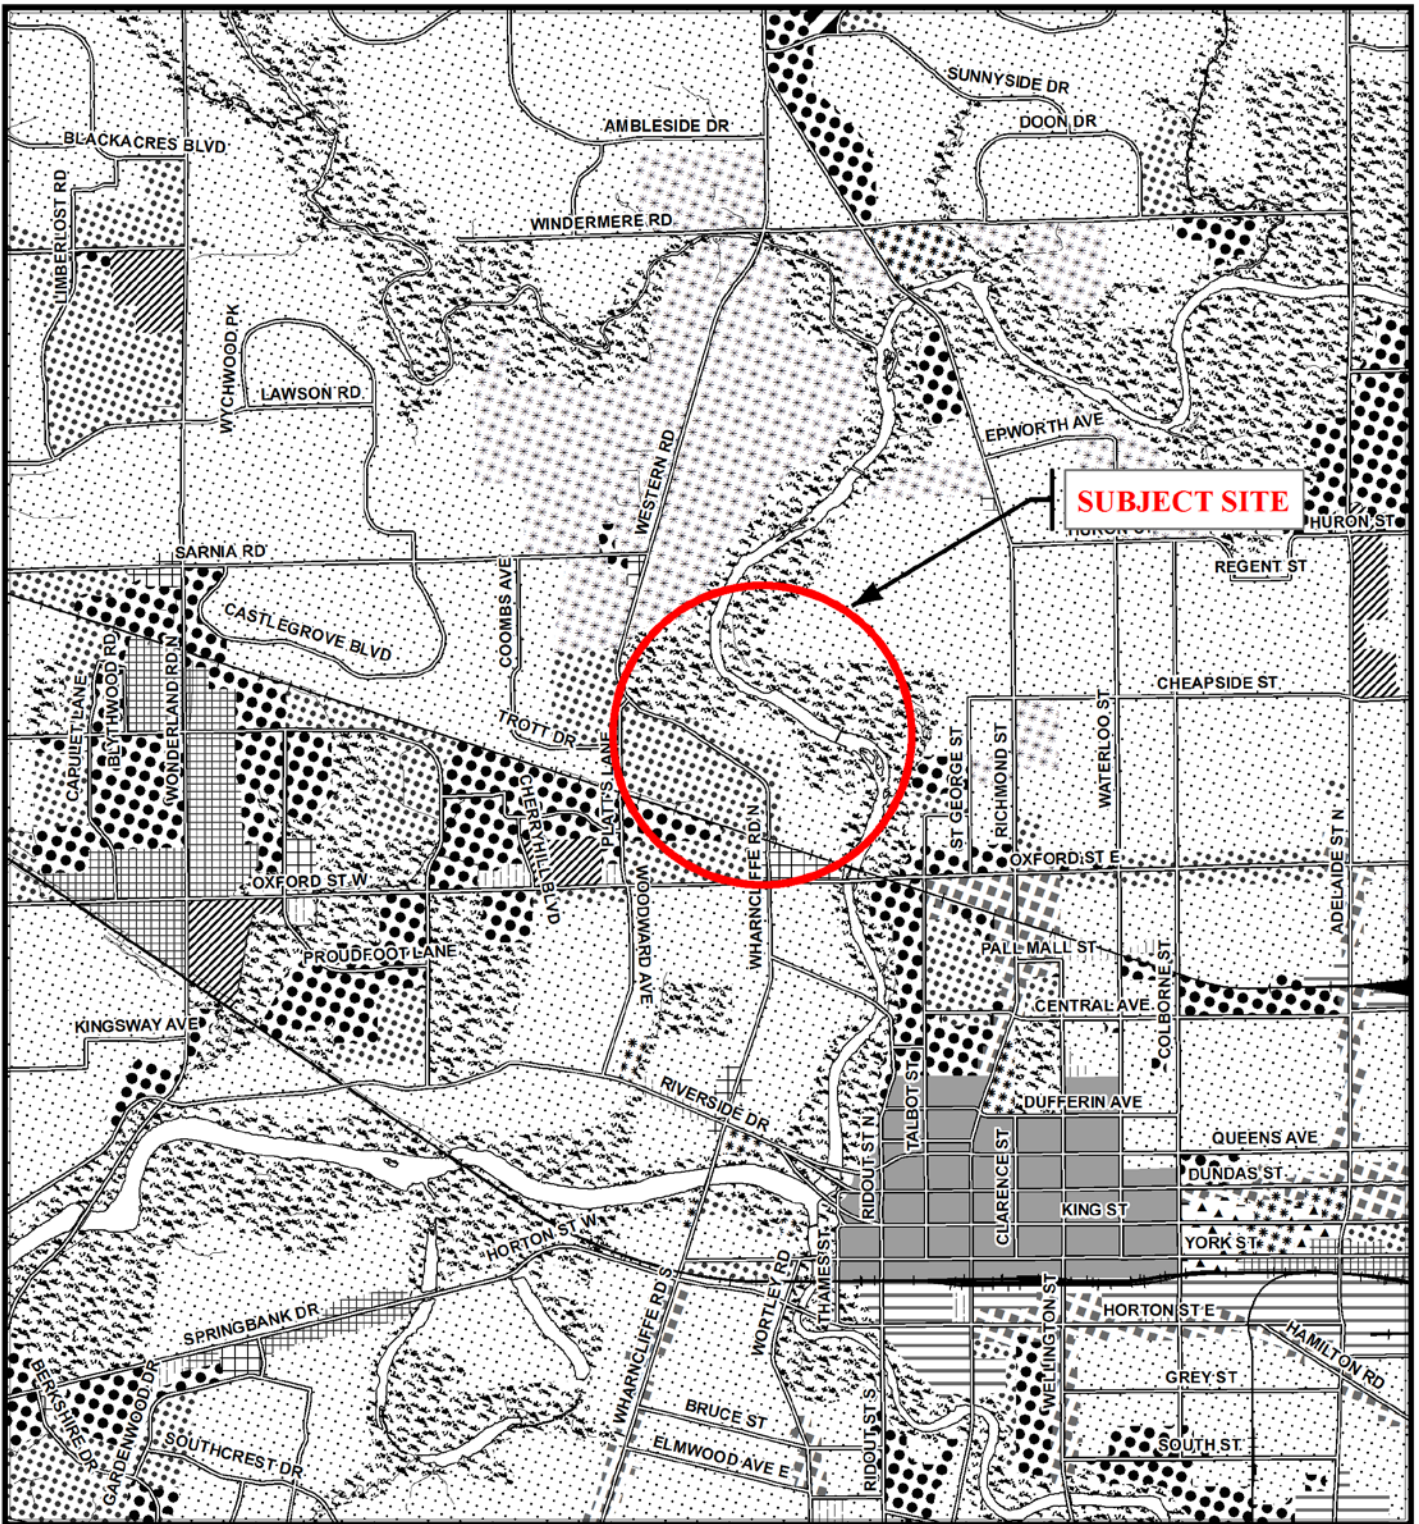 SUNNYSIDE DR
DOON DR
AMBLESIDE DR
BLACKACRES BLVD
LIMBERLOST RD
WINDERMERE RD
WYCHWOOD PK
LAWSON RD
EPWORTH AVE
WESTERN RD
SUBJECT SITE
HURON ST
HURON ST
REGENT ST
SARNIA RD
COOMBS AVE
CASTLEGROVE BLVD
CAPULET LANE
BLYTHWOOD RD
WONDERLAND RD N
CHEAPSIDE ST
TROTT DR
PLATT'S LANE
CHERRYHILL BLVD
WHARNCLIFFE RD N
ST GEORGE ST
RICHMOND ST
WATERLOO ST
ADELAIDE ST N
OXFORD ST E
OXFORD ST W
WOODWARD AVE
PROUDFOOT LANE
PALL MALL ST
COLBORNE ST
CENTRAL AVE
KINGSWAY AVE
RIVERSIDE DR
TALBOT ST
DUFFERIN AVE
RIDOUT ST N
CLARENCE ST
QUEENS AVE
DUNDAS ST
KING ST
YORK ST
HORTON ST W
THAMES ST
WORTLEY RD
WHARNCLIFFE RD S
WELLINGTON ST
HORTON ST E
HAMILTON RD
SPRINGBANK DR
BERKSHIRE DR
GARDENWOOD DR
SOUTHCREST DR
GREY ST
BRUCE ST
ELMWOOD AVE E
RIDOUT ST S
SOUTH ST